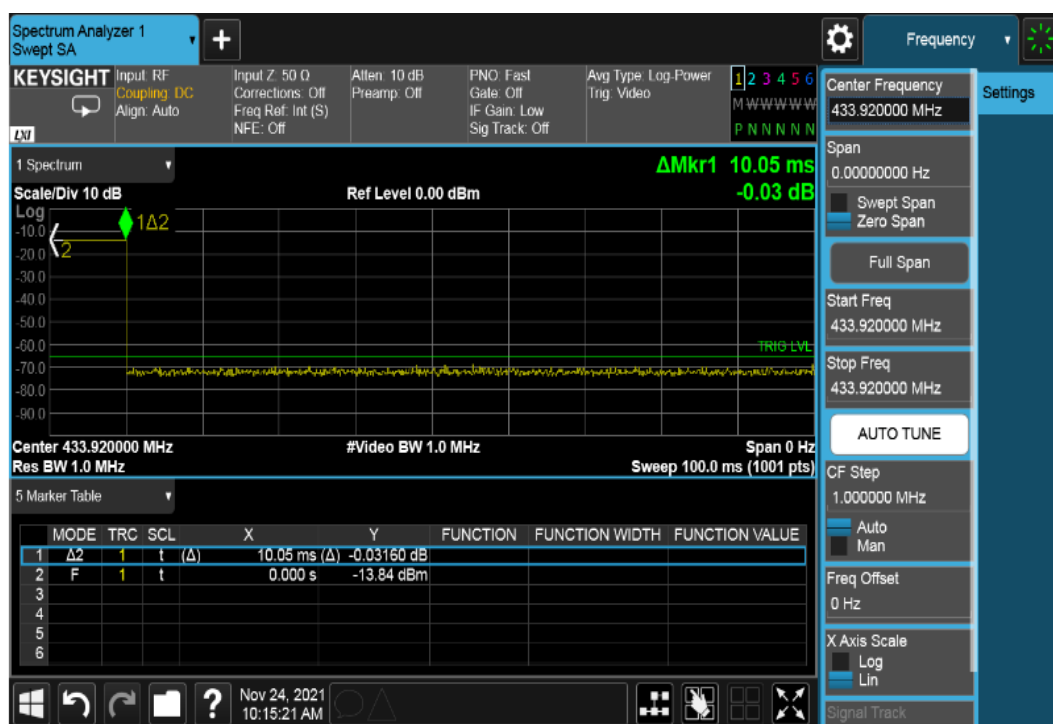 Spectrum Analyzer 1
Swept SA
+
Frequency
KEYSIGHT
LXI
Input: RF
Coupling: DC
Align: Auto
Input Z: 50 Ω
Corrections: Off
Freq Ref: Int (S)
NFE: Off
Atten: 10 dB
Preamp: Off
PNO: Fast
Gate: Off
IF Gain: Low
Sig Track: Off
Avg Type: Log-Power
Trig: Video
1 2 3 4 5 6
M W W W W W
P N N N N N
1 Spectrum
ΔMkr1 10.05 ms
-0.03 dB
Scale/Div 10 dB
Ref Level 0.00 dBm
Log
1Δ2
2
-10.0
-20.0
-30.0
-40.0
-50.0
-60.0
TRIG LVL
-70.0
-80.0
-90.0
Center 433.920000 MHz
#Video BW 1.0 MHz
Span 0 Hz
Res BW 1.0 MHz
Sweep 100.0 ms (1001 pts)
5 Marker Table
MODE TRC SCL X Y FUNCTION FUNCTION WIDTH FUNCTION VALUE
1 Δ2 1 t (Δ) 10.05 ms (Δ) -0.03160 dB
2 F 1 t 0.000 s -13.84 dBm
3
4
5
6
?
Nov 24, 2021
10:15:21 AM
Center Frequency
433.920000 MHz
Settings
Span
0.00000000 Hz
Swept Span
Zero Span
Full Span
Start Freq
433.920000 MHz
Stop Freq
433.920000 MHz
AUTO TUNE
CF Step
1.000000 MHz
Auto
Man
Freq Offset
0 Hz
X Axis Scale
Log
Lin
Signal Track